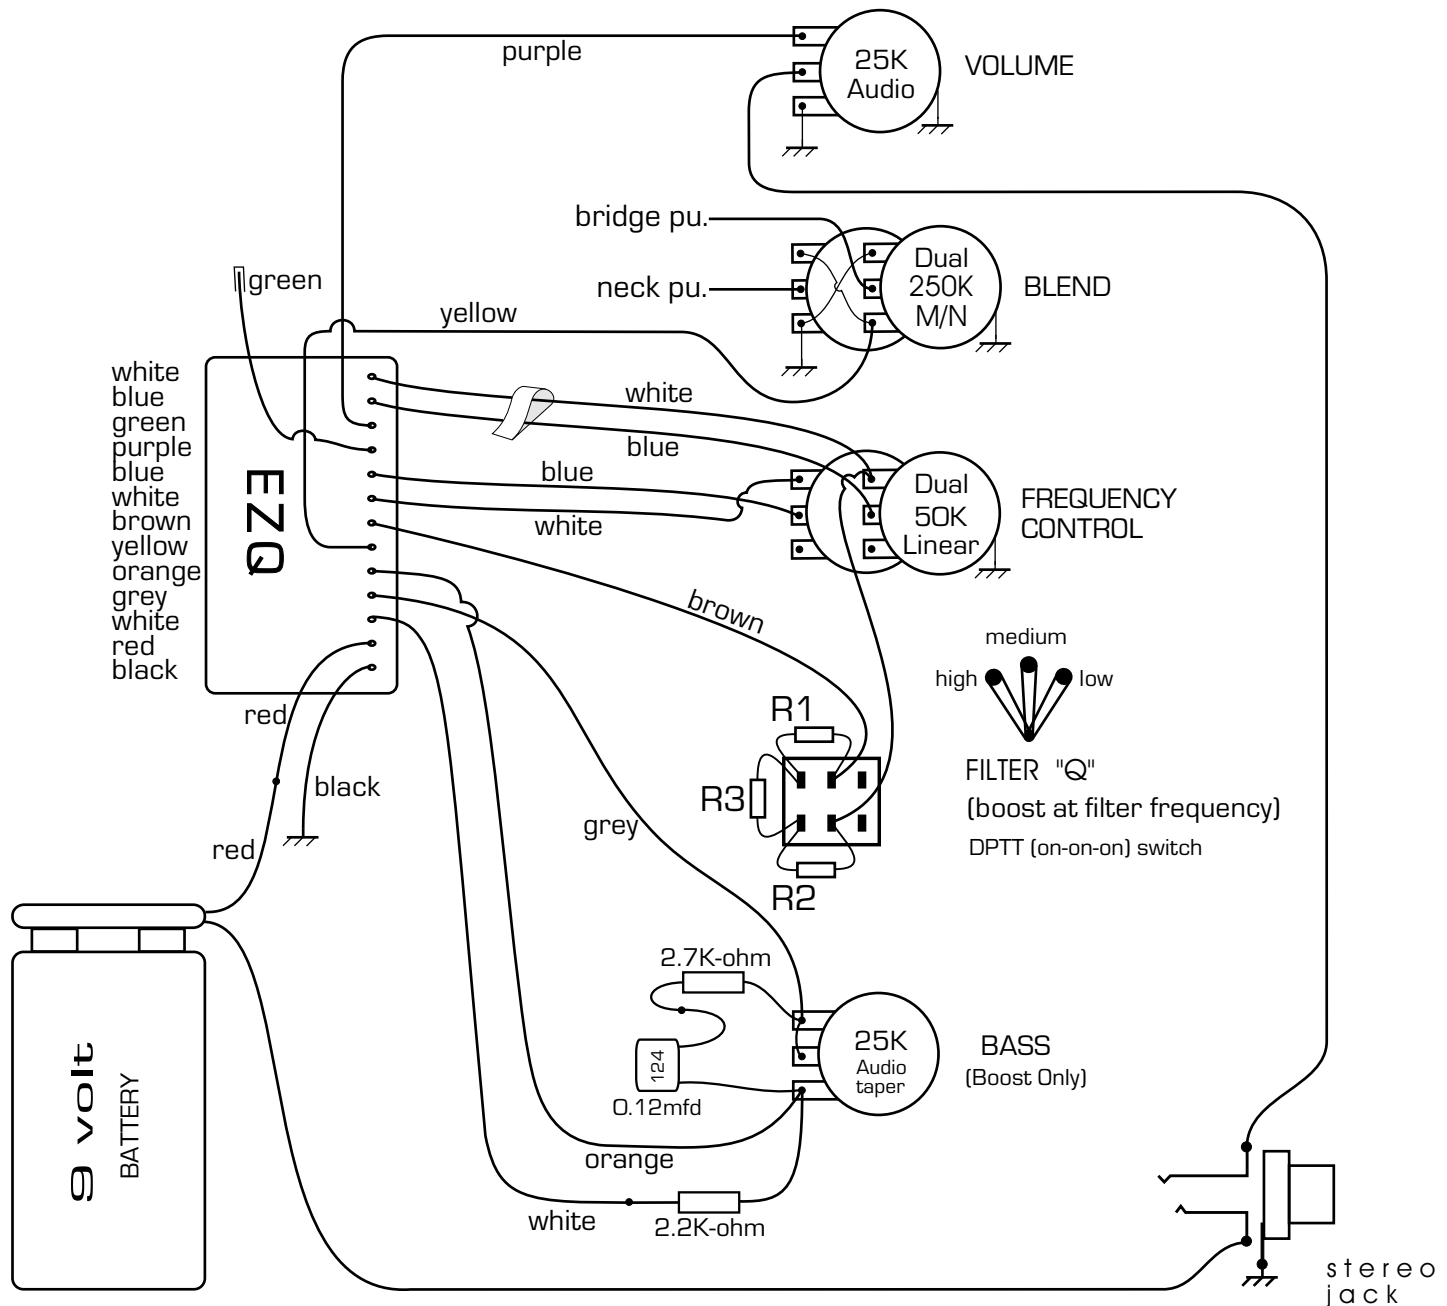 purple
25K
Audio
VOLUME
bridge pu.
neck pu.
Dual
250K
M/N
BLEND
green
yellow
white
blue
green
purple
blue
white
brown
yellow
orange
grey
white
red
black
EZQ
white
blue
blue
white
Dual
50K
Linear
FREQUENCY
CONTROL
brown
medium
high
low
R1
R3
R2
FILTER "Q"
(boost at filter frequency)
DPTT (on-on-on) switch
red
black
red
grey
2.7K-ohm
124
0.12mfd
25K
Audio
taper
BASS
(Boost Only)
orange
white
2.2K-ohm
9 volt
BATTERY
stereo
jack